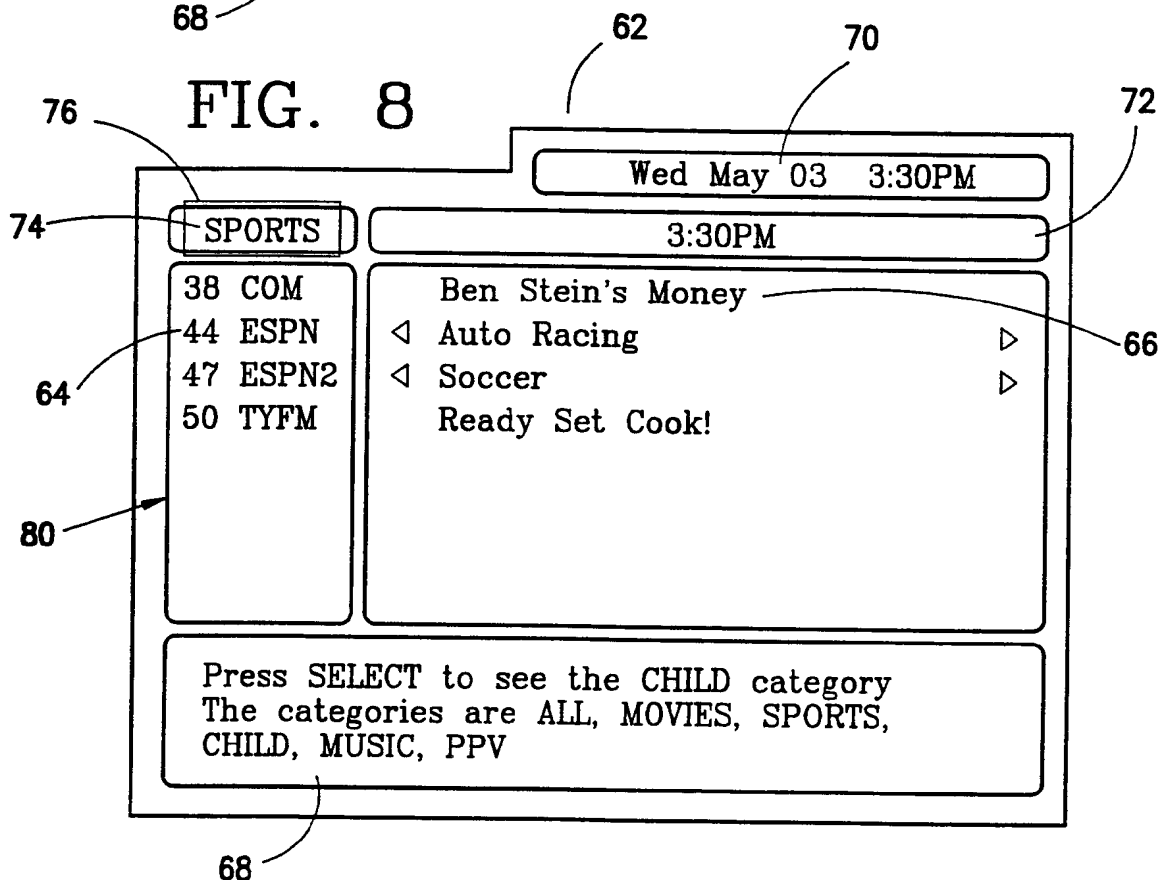 68
62
70
FIG. 8
76
72
Wed May 03 3:30PM
74
SPORTS
3:30PM
38 COM
Ben Stein's Money
44 ESPN
◁ Auto Racing ▷
66
47 ESPN2
◁ Soccer ▷
64
50 TYFM
Ready Set Cook!
80
Press SELECT to see the CHILD category
The categories are ALL, MOVIES, SPORTS,
CHILD, MUSIC, PPV
68